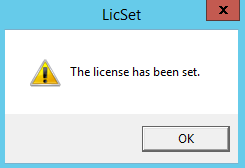 LicSet
The license has been set.
OK